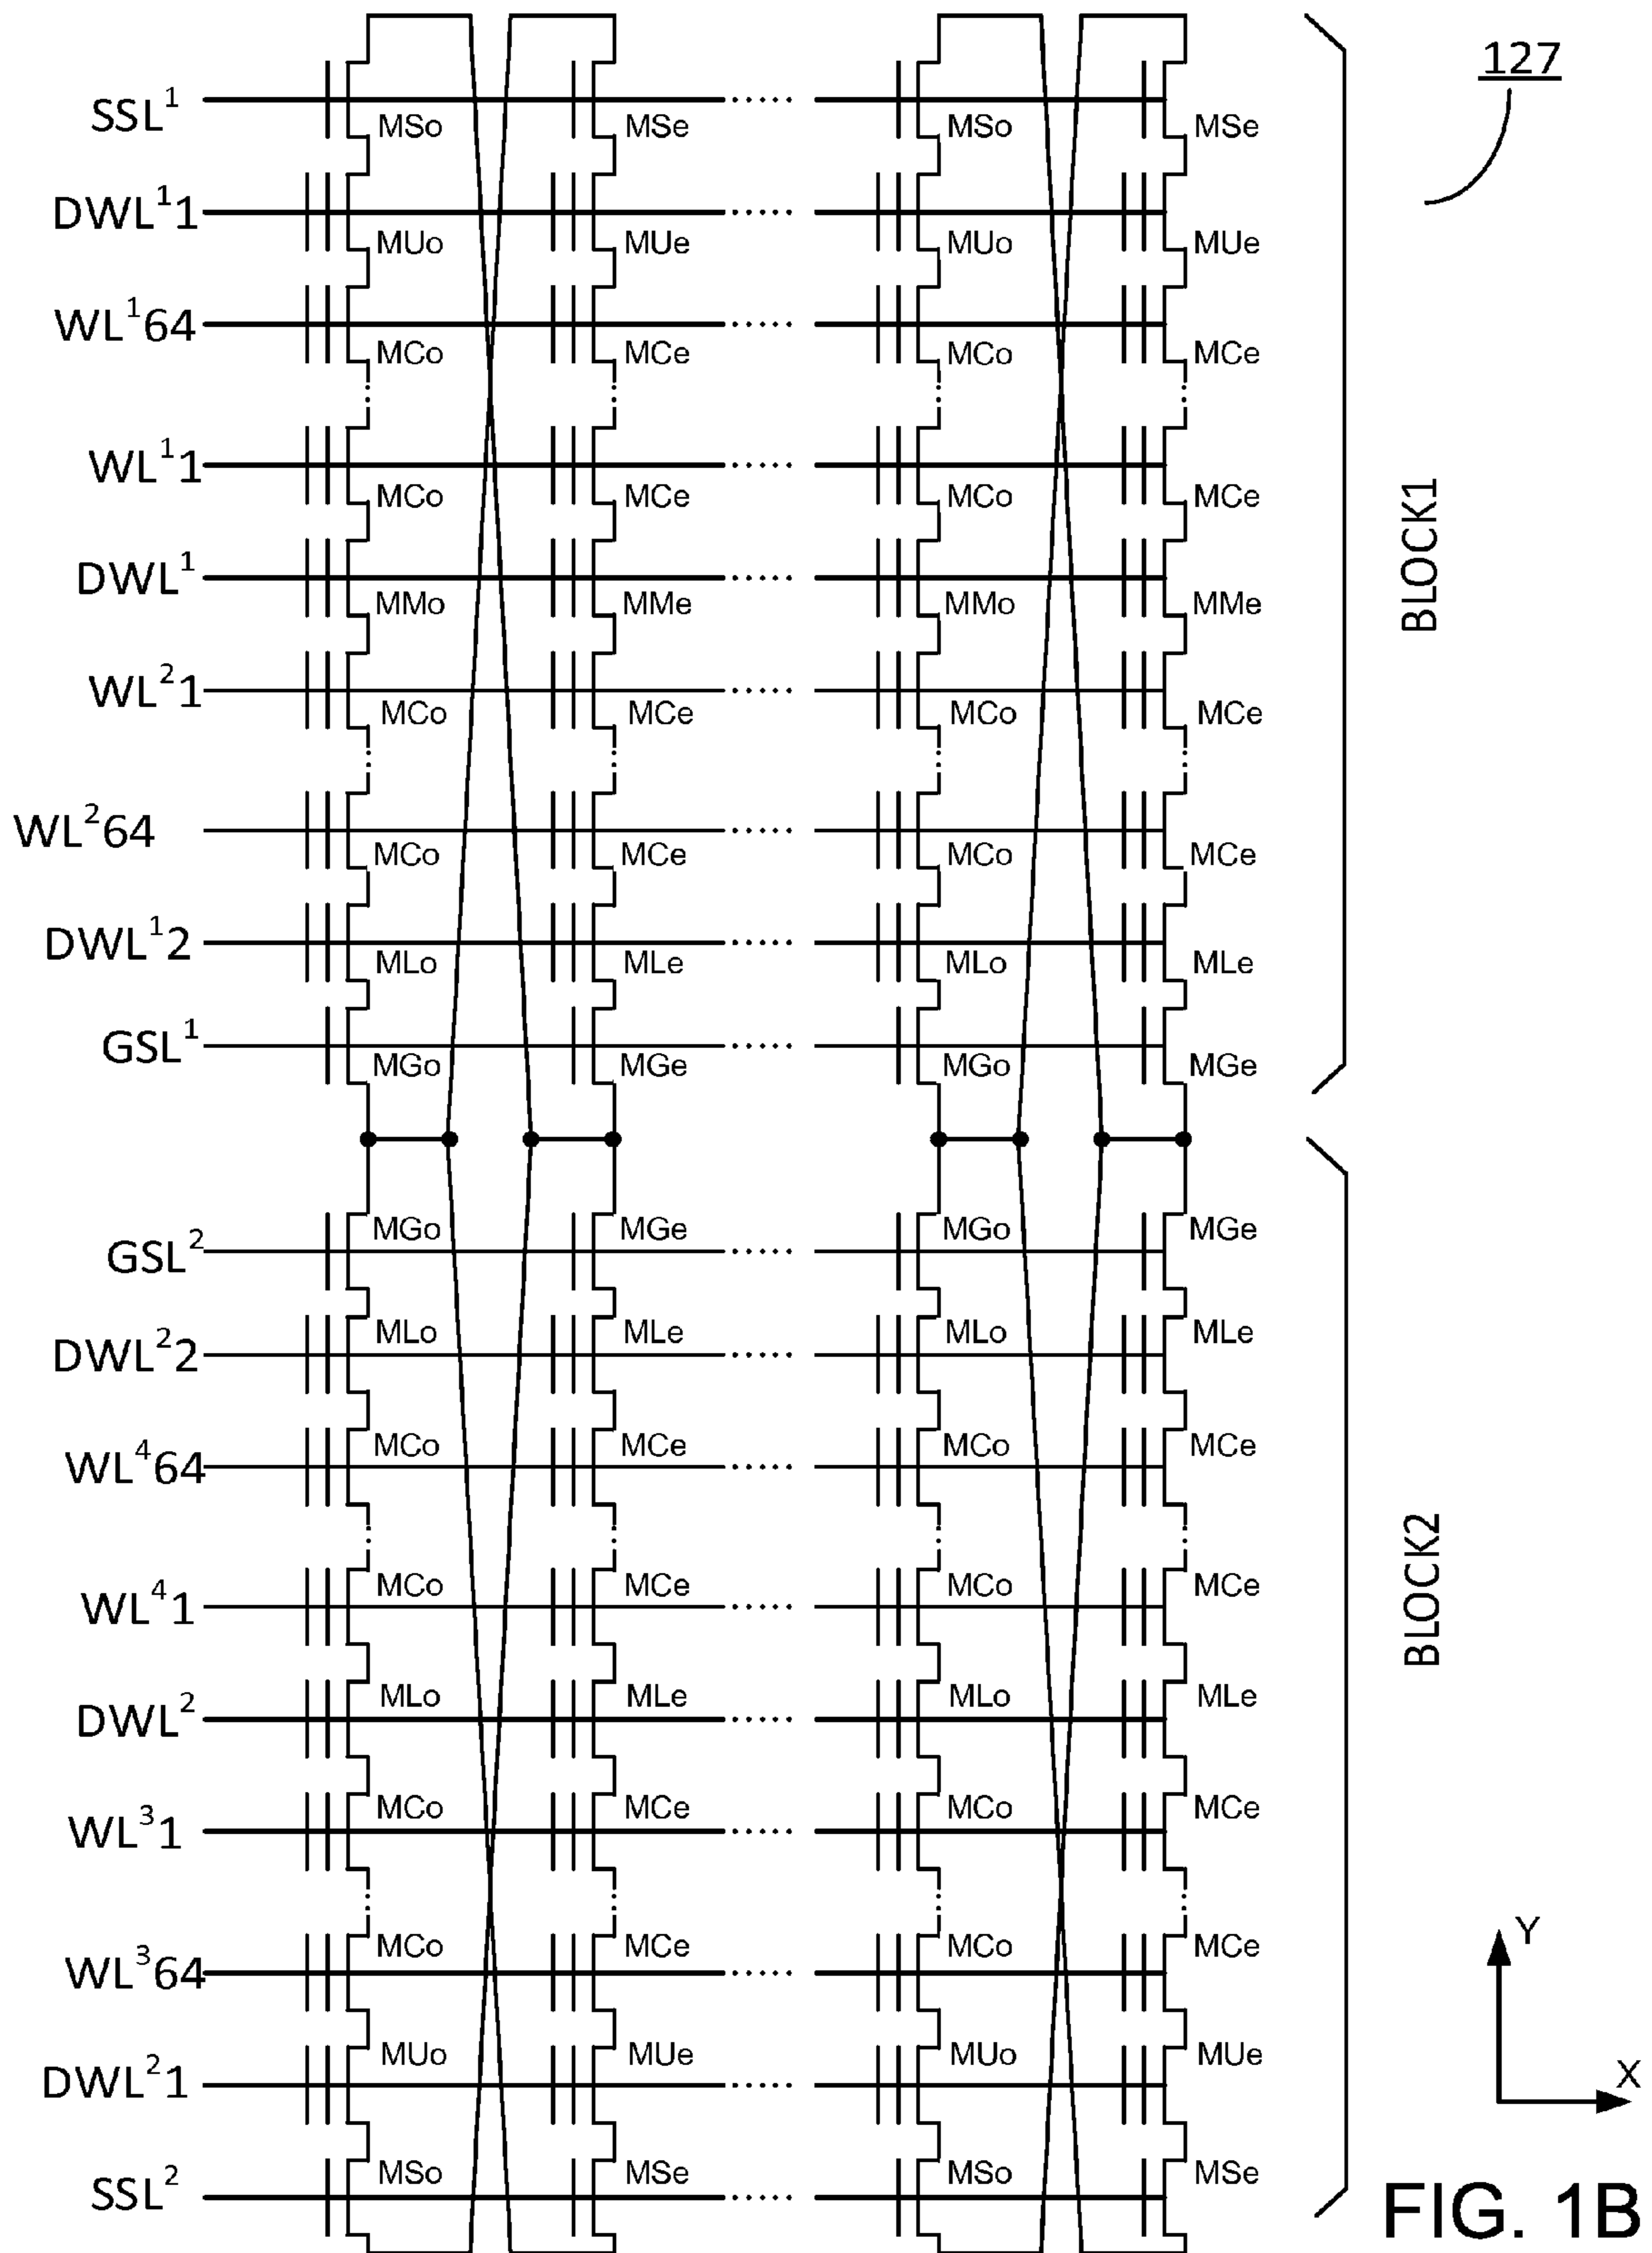 127
SSL¹ MSo MSe ..... MSo MSe
DWL¹1 MUo MUe ..... MUo MUe
WL¹64 MCo MCe ..... MCo MCe
WL¹1 MCo MCe ..... MCo MCe
DWL¹ MMo MMe ..... MMo MMe
WL²1 MCo MCe ..... MCo MCe
WL²64 MCo MCe ..... MCo MCe
DWL¹2 MLo MLe ..... MLo MLe
GSL¹ MGo MGe ..... MGo MGe
BLOCK1
GSL² MGo MGe ..... MGo MGe
DWL²2 MLo MLe ..... MLo MLe
WL⁴64 MCo MCe ..... MCo MCe
WL⁴1 MCo MCe ..... MCo MCe
DWL² MLo MLe ..... MLo MLe
WL³1 MCo MCe ..... MCo MCe
WL³64 MCo MCe ..... MCo MCe
DWL²1 MUo MUe ..... MUo MUe
SSL² MSo MSe ..... MSo MSe
BLOCK2
Y
X
FIG. 1B